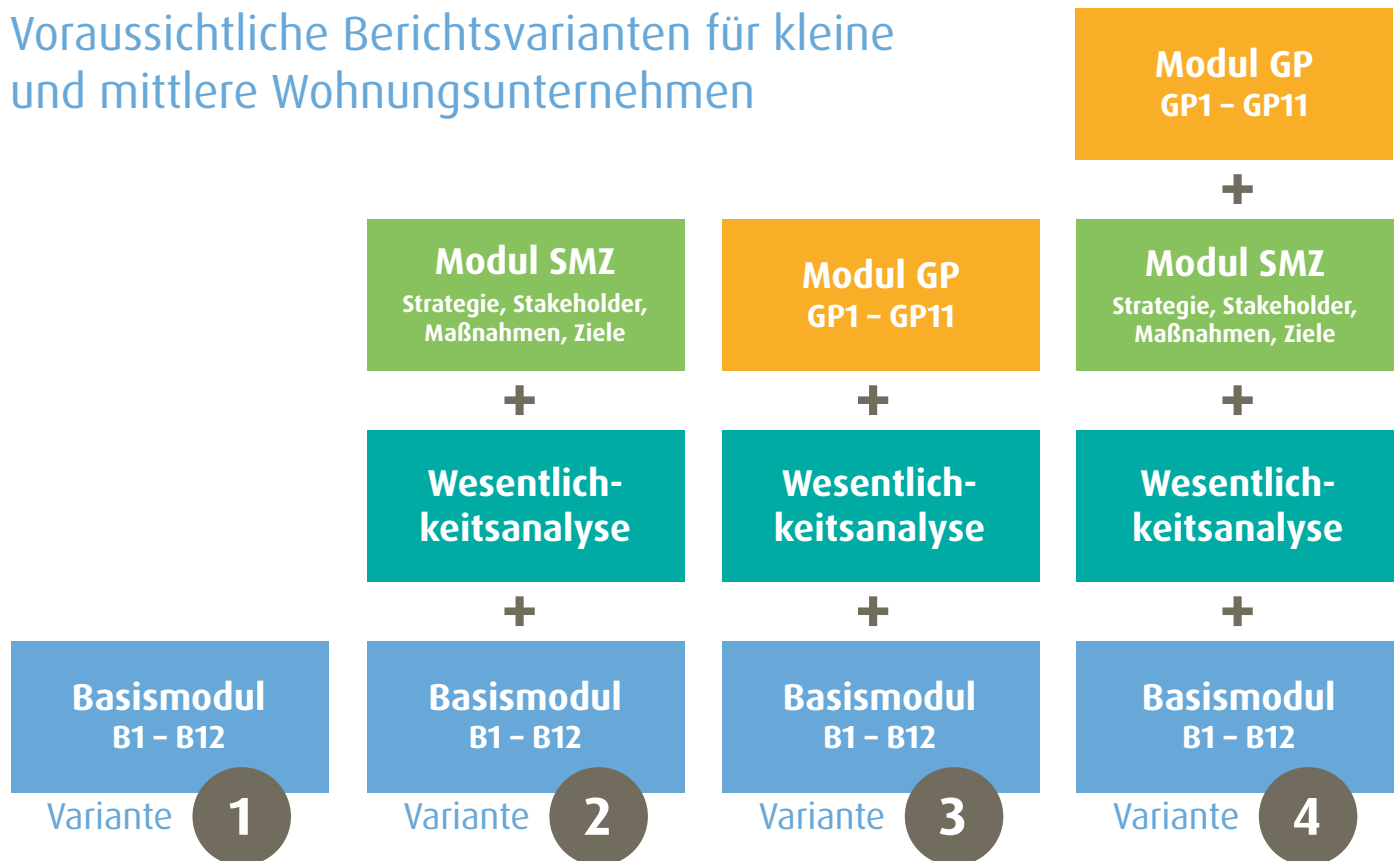 Voraussichtliche Berichtsvarianten für kleine
und mittlere Wohnungsunternehmen
Basismodul
B1 – B12
Variante 1
Modul SMZ
Strategie, Stakeholder,
Maßnahmen, Ziele
+
Wesentlich-
keitsanalyse
+
Basismodul
B1 – B12
Variante 2
Modul GP
GP1 – GP11
+
Wesentlich-
keitsanalyse
+
Basismodul
B1 – B12
Variante 3
Modul GP
GP1 – GP11
+
Modul SMZ
Strategie, Stakeholder,
Maßnahmen, Ziele
+
Wesentlich-
keitsanalyse
+
Basismodul
B1 – B12
Variante 4